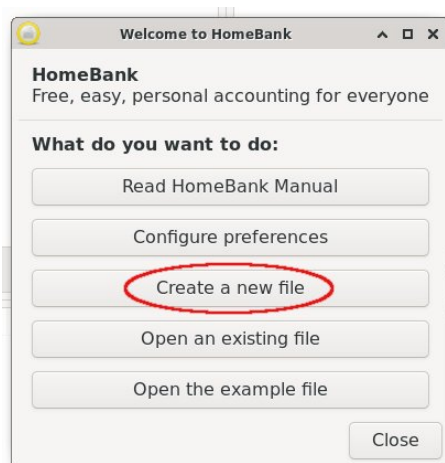 Welcome to HomeBank
HomeBank
Free, easy, personal accounting for everyone
What do you want to do:
Read HomeBank Manual
Configure preferences
Create a new file
Open an existing file
Open the example file
Close